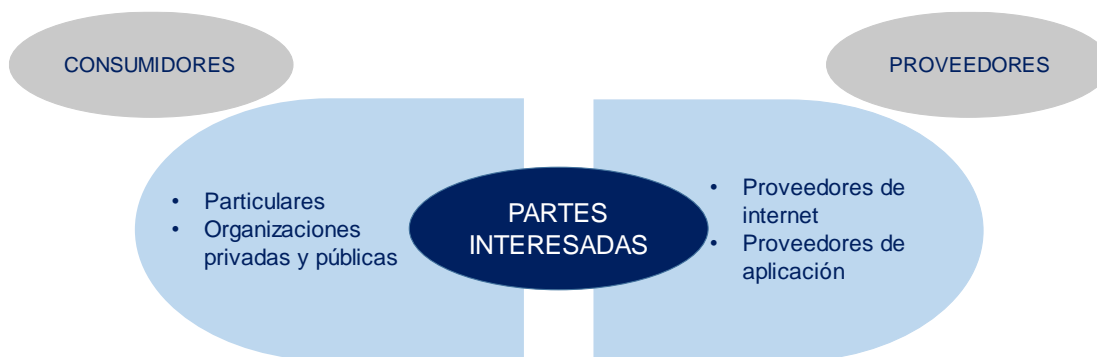 CONSUMIDORES
PROVEEDORES
• Particulares
• Organizaciones
privadas y públicas
PARTES
INTERESADAS
• Proveedores de
internet
• Proveedores de
aplicación